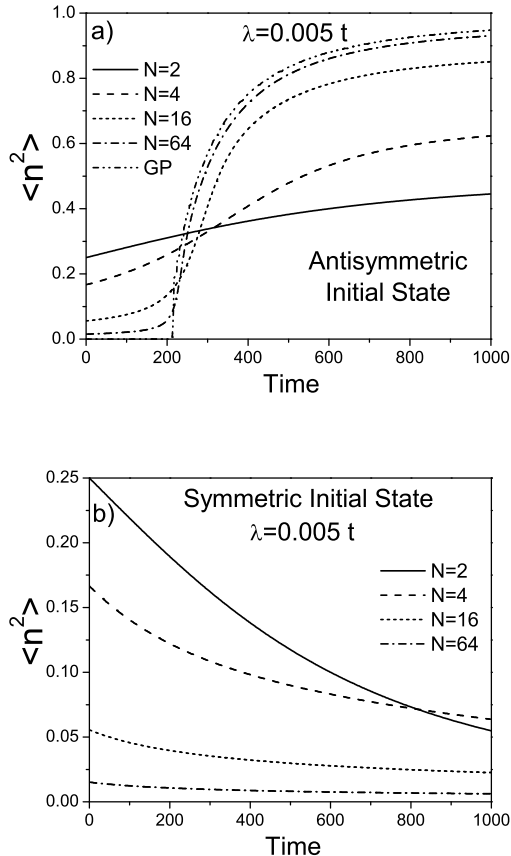 a)
λ=0.005 t
1.0
0.8
0.6
0.4
0.2
0.0
<n²>
N=2
N=4
N=16
N=64
GP
Antisymmetric
Initial State
0 200 400 600 800 1000
Time
b)
Symmetric Initial State
λ=0.005 t
0.25
0.20
0.15
0.10
0.05
0.00
<n²>
N=2
N=4
N=16
N=64
0 200 400 600 800 1000
Time